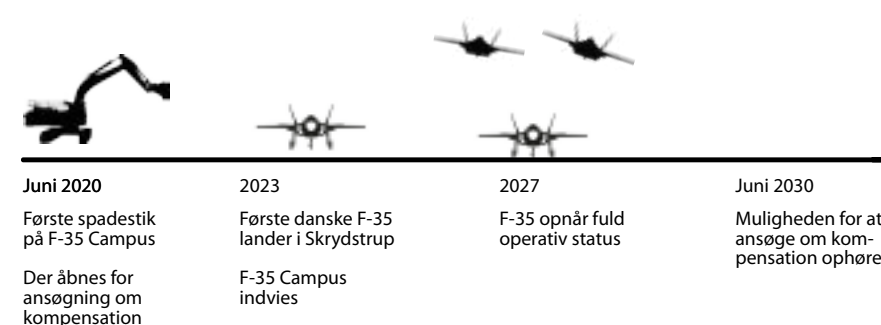 Juni 2020
Første spadestik
på F-35 Campus
Der åbnes for
ansøgning om
kompensation
2023
Første danske F-35
lander i Skrydstrup
F-35 Campus
indvies
2027
F-35 opnår fuld
operativ status
Juni 2030
Muligheden for at
ansøge om kom-
pensation ophøre